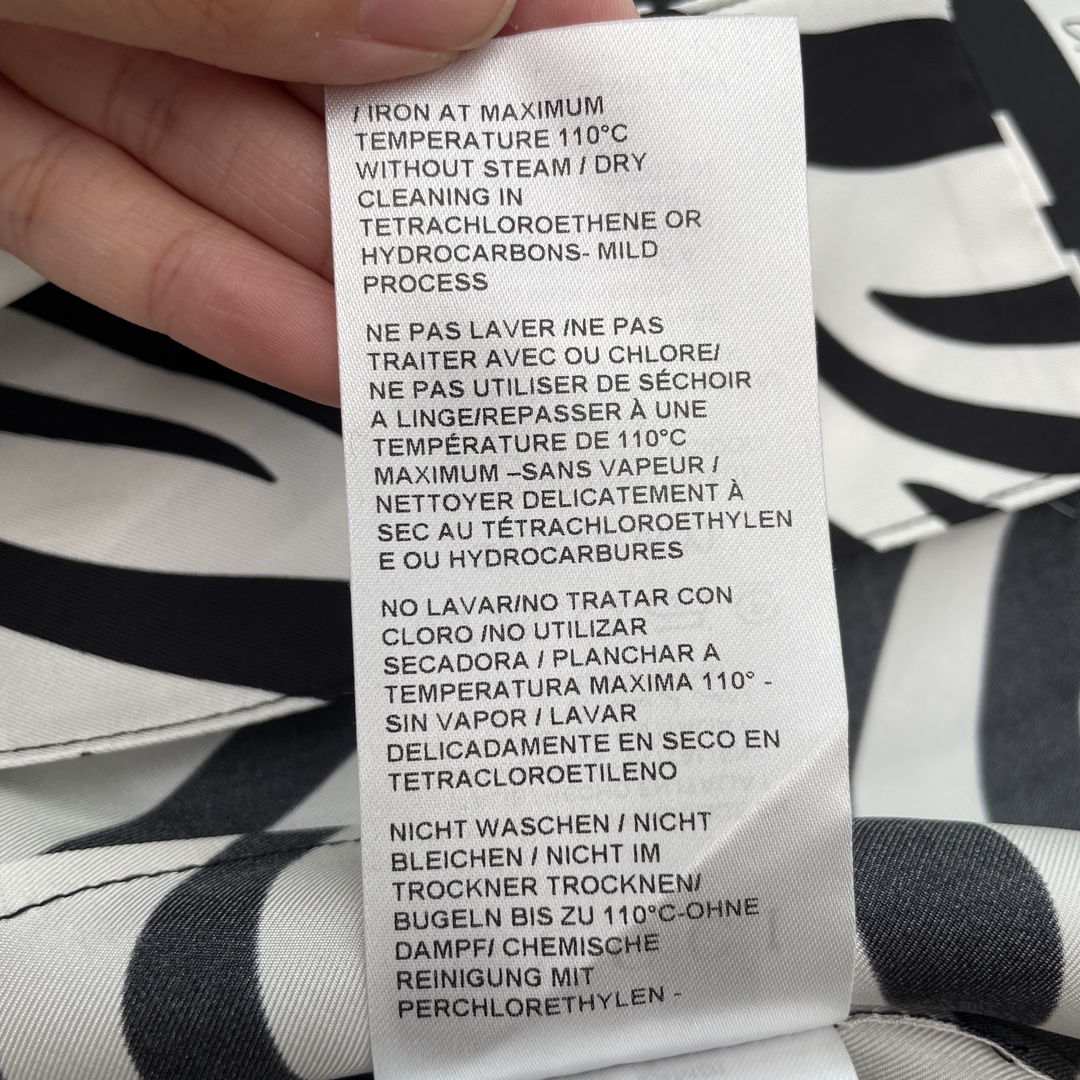 / IRON AT MAXIMUM
TEMPERATURE 110°C
WITHOUT STEAM / DRY
CLEANING IN
TETRACHLOROETHENE OR
HYDROCARBONS- MILD
PROCESS
NE PAS LAVER /NE PAS
TRAITER AVEC OU CHLORE/
NE PAS UTILISER DE SÉCHOIR
A LINGE/REPASSER À UNE
TEMPÉRATURE DE 110°C
MAXIMUM –SANS VAPEUR /
NETTOYER DELICATEMENT À
SEC AU TÉTRACHLOROETHYLEN
E OU HYDROCARBURES
NO LAVAR/NO TRATAR CON
CLORO /NO UTILIZAR
SECADORA / PLANCHAR A
TEMPERATURA MAXIMA 110° -
SIN VAPOR / LAVAR
DELICADAMENTE EN SECO EN
TETRACLOROETILENO
NICHT WASCHEN / NICHT
BLEICHEN / NICHT IM
TROCKNER TROCKNEN/
BUGELN BIS ZU 110°C-OHNE
DAMPF/ CHEMISCHE
REINIGUNG MIT
PERCHLORETHYLEN -